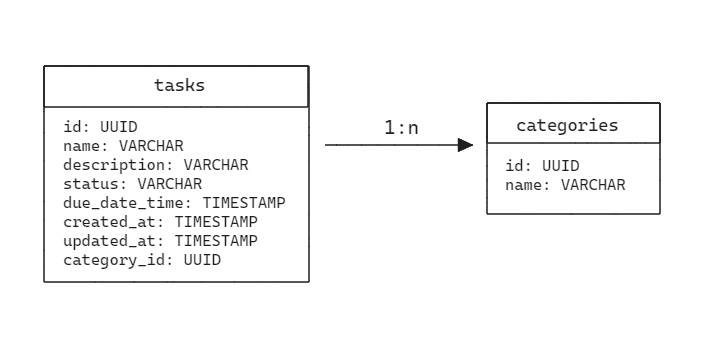 tasks
id: UUID
name: VARCHAR
description: VARCHAR
status: VARCHAR
due_date_time: TIMESTAMP
created_at: TIMESTAMP
updated_at: TIMESTAMP
category_id: UUID
1:n
categories
id: UUID
name: VARCHAR